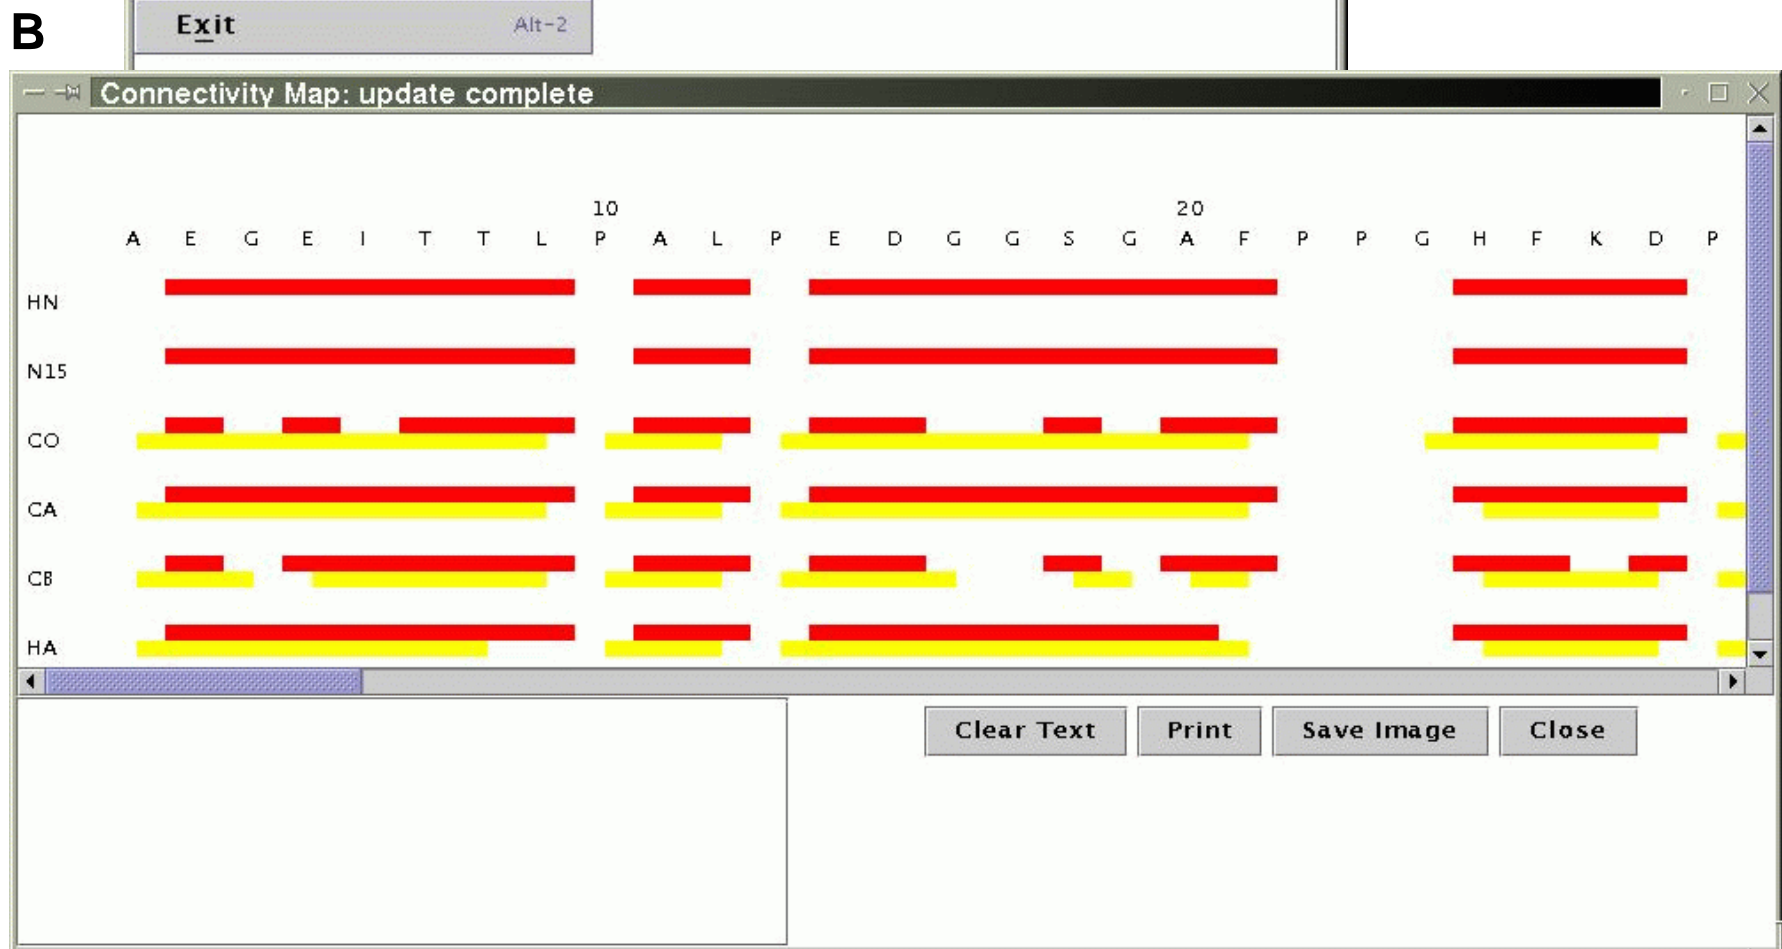 B
Exit Alt-2
Connectivity Map: update complete
10 20
A E G E I T T L P A L P E D G G S G A F P P G H F K D P
HN
N15
CO
CA
CB
HA
Clear Text Print Save Image Close